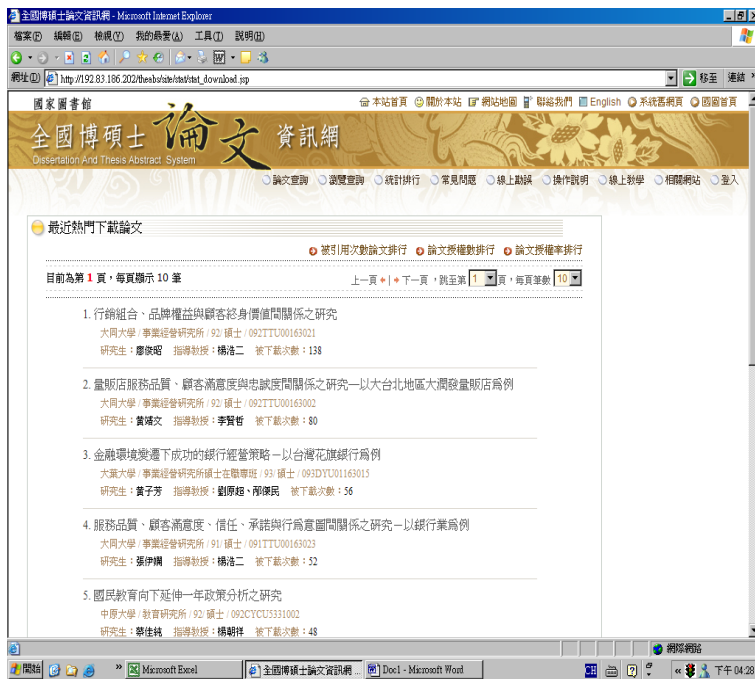 全國博碩士論文資訊網 - Microsoft Internet Explorer
檔案(F) 編輯(E) 檢視(V) 我的最愛(A) 工具(T) 說明(H)
網址(D) http://192.83.186.202/theabs/site/stat/stat_download.jsp 移至 連結 »
國家圖書館 本站首頁 關於本站 網站地圖 聯絡我們 English 系統舊網頁 國圖首頁
全國博碩士論文資訊網
Dissertation And Thesis Abstract System
論文查詢 瀏覽查詢 統計排行 常見問題 線上勘誤 操作說明 線上教學 相關網站 登入
最近熱門下載論文
被引用次數論文排行 論文授權數排行 論文授權率排行
目前為第 1 頁,每頁顯示 10 筆 上一頁 | 下一頁 ,跳至第 1 頁,每頁筆數 10
1. 行銷組合、品牌權益與顧客終身價值間關係之研究
大同大學 / 事業經營研究所 / 92/ 碩士 / 092TTU00163021
研究生:廖俊昭 指導教授:楊浩二 被下載次數:138
2. 量販店服務品質、顧客滿意度與忠誠度間關係之研究—以大台北地區大潤發量販店爲例
大同大學 / 事業經營研究所 / 92/ 碩士 / 092TTU00163002
研究生:黃靖文 指導教授:李賢哲 被下載次數:80
3. 金融環境變遷下成功的銀行經營策略－以台灣花旗銀行爲例
大葉大學 / 事業經營研究所碩士在職專班 / 93/ 碩士 / 093DYU01163015
研究生:黃子芳 指導教授:劉原超、邴傑民 被下載次數:56
4. 服務品質、顧客滿意度、信任、承諾與行爲意圖間關係之研究－以銀行業爲例
大同大學 / 事業經營研究所 / 91/ 碩士 / 091TTU00163023
研究生:張伊嫻 指導教授:楊浩二 被下載次數:52
5. 國民教育向下延伸一年政策分析之研究
中原大學 / 教育研究所 / 92/ 碩士 / 092CYCU5331002
研究生:蔡佳純 指導教授:楊朝祥 被下載次數:48
網際網路
開始 » Microsoft Excel 全國博碩士論文資訊網 ... Doc1 - Microsoft Word CH « 下午 04:28